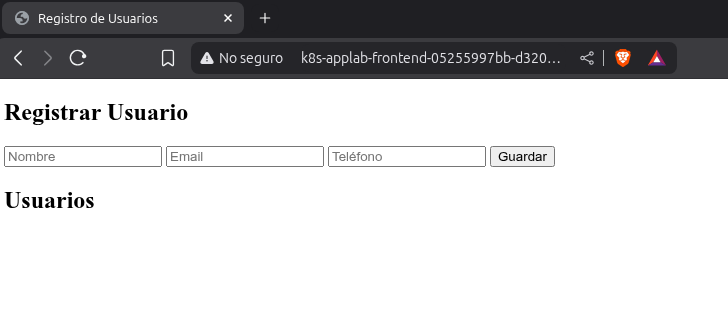 Registro de Usuarios
No seguro k8s-applab-frontend-05255997bb-d320…
Registrar Usuario
Nombre Email Teléfono Guardar
Usuarios